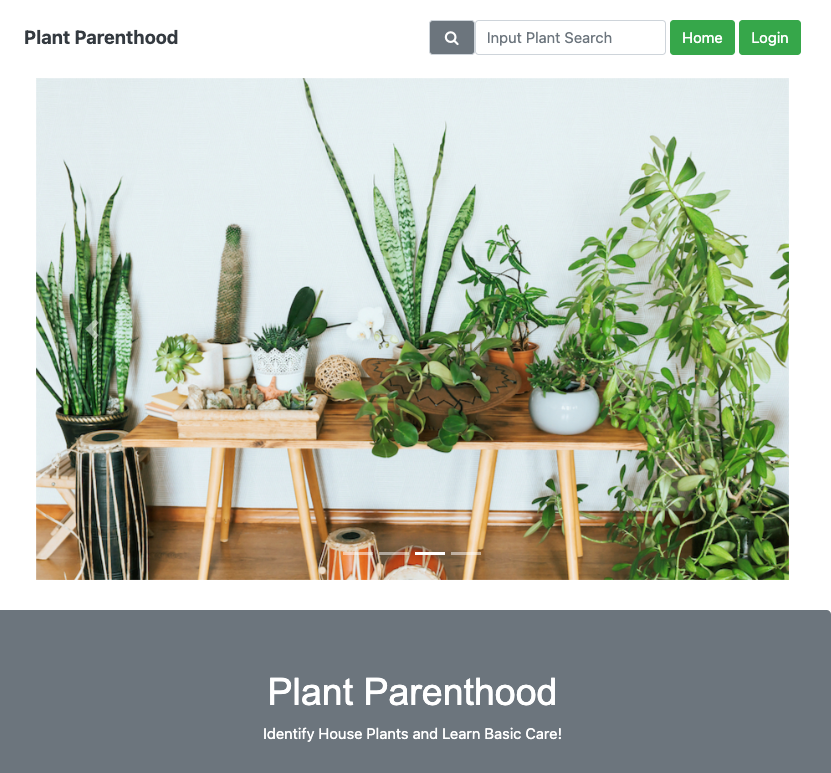 Plant Parenthood
Input Plant Search
Home
Login
Plant Parenthood
Identify House Plants and Learn Basic Care!